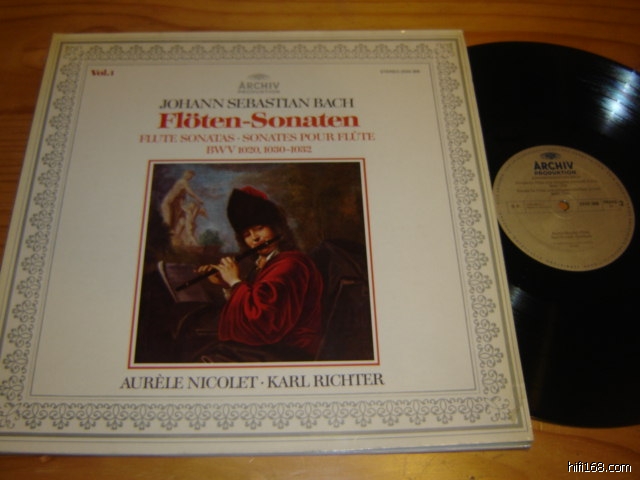 Vol. 1
ARCHIV
PRODUKTION
JOHANN SEBASTIAN BACH
Flöten-Sonaten
FLUTE SONATAS · SONATES POUR FLÛTE
BWV 1020, 1030-1032
AURÈLE NICOLET · KARL RICHTER
ARCHIV
PRODUKTION
hifi168.com